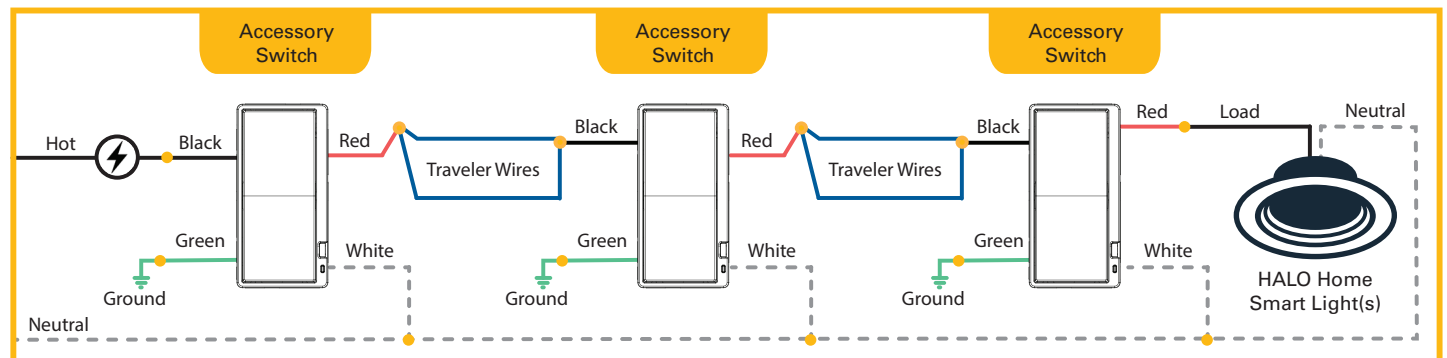 Accessory
Switch
Accessory
Switch
Accessory
Switch
Hot
Black
Red
Traveler Wires
Black
Red
Traveler Wires
Black
Red
Load
Neutral
Green
White
Ground
Green
White
Ground
Green
White
Ground
HALO Home
Smart Light(s)
Neutral